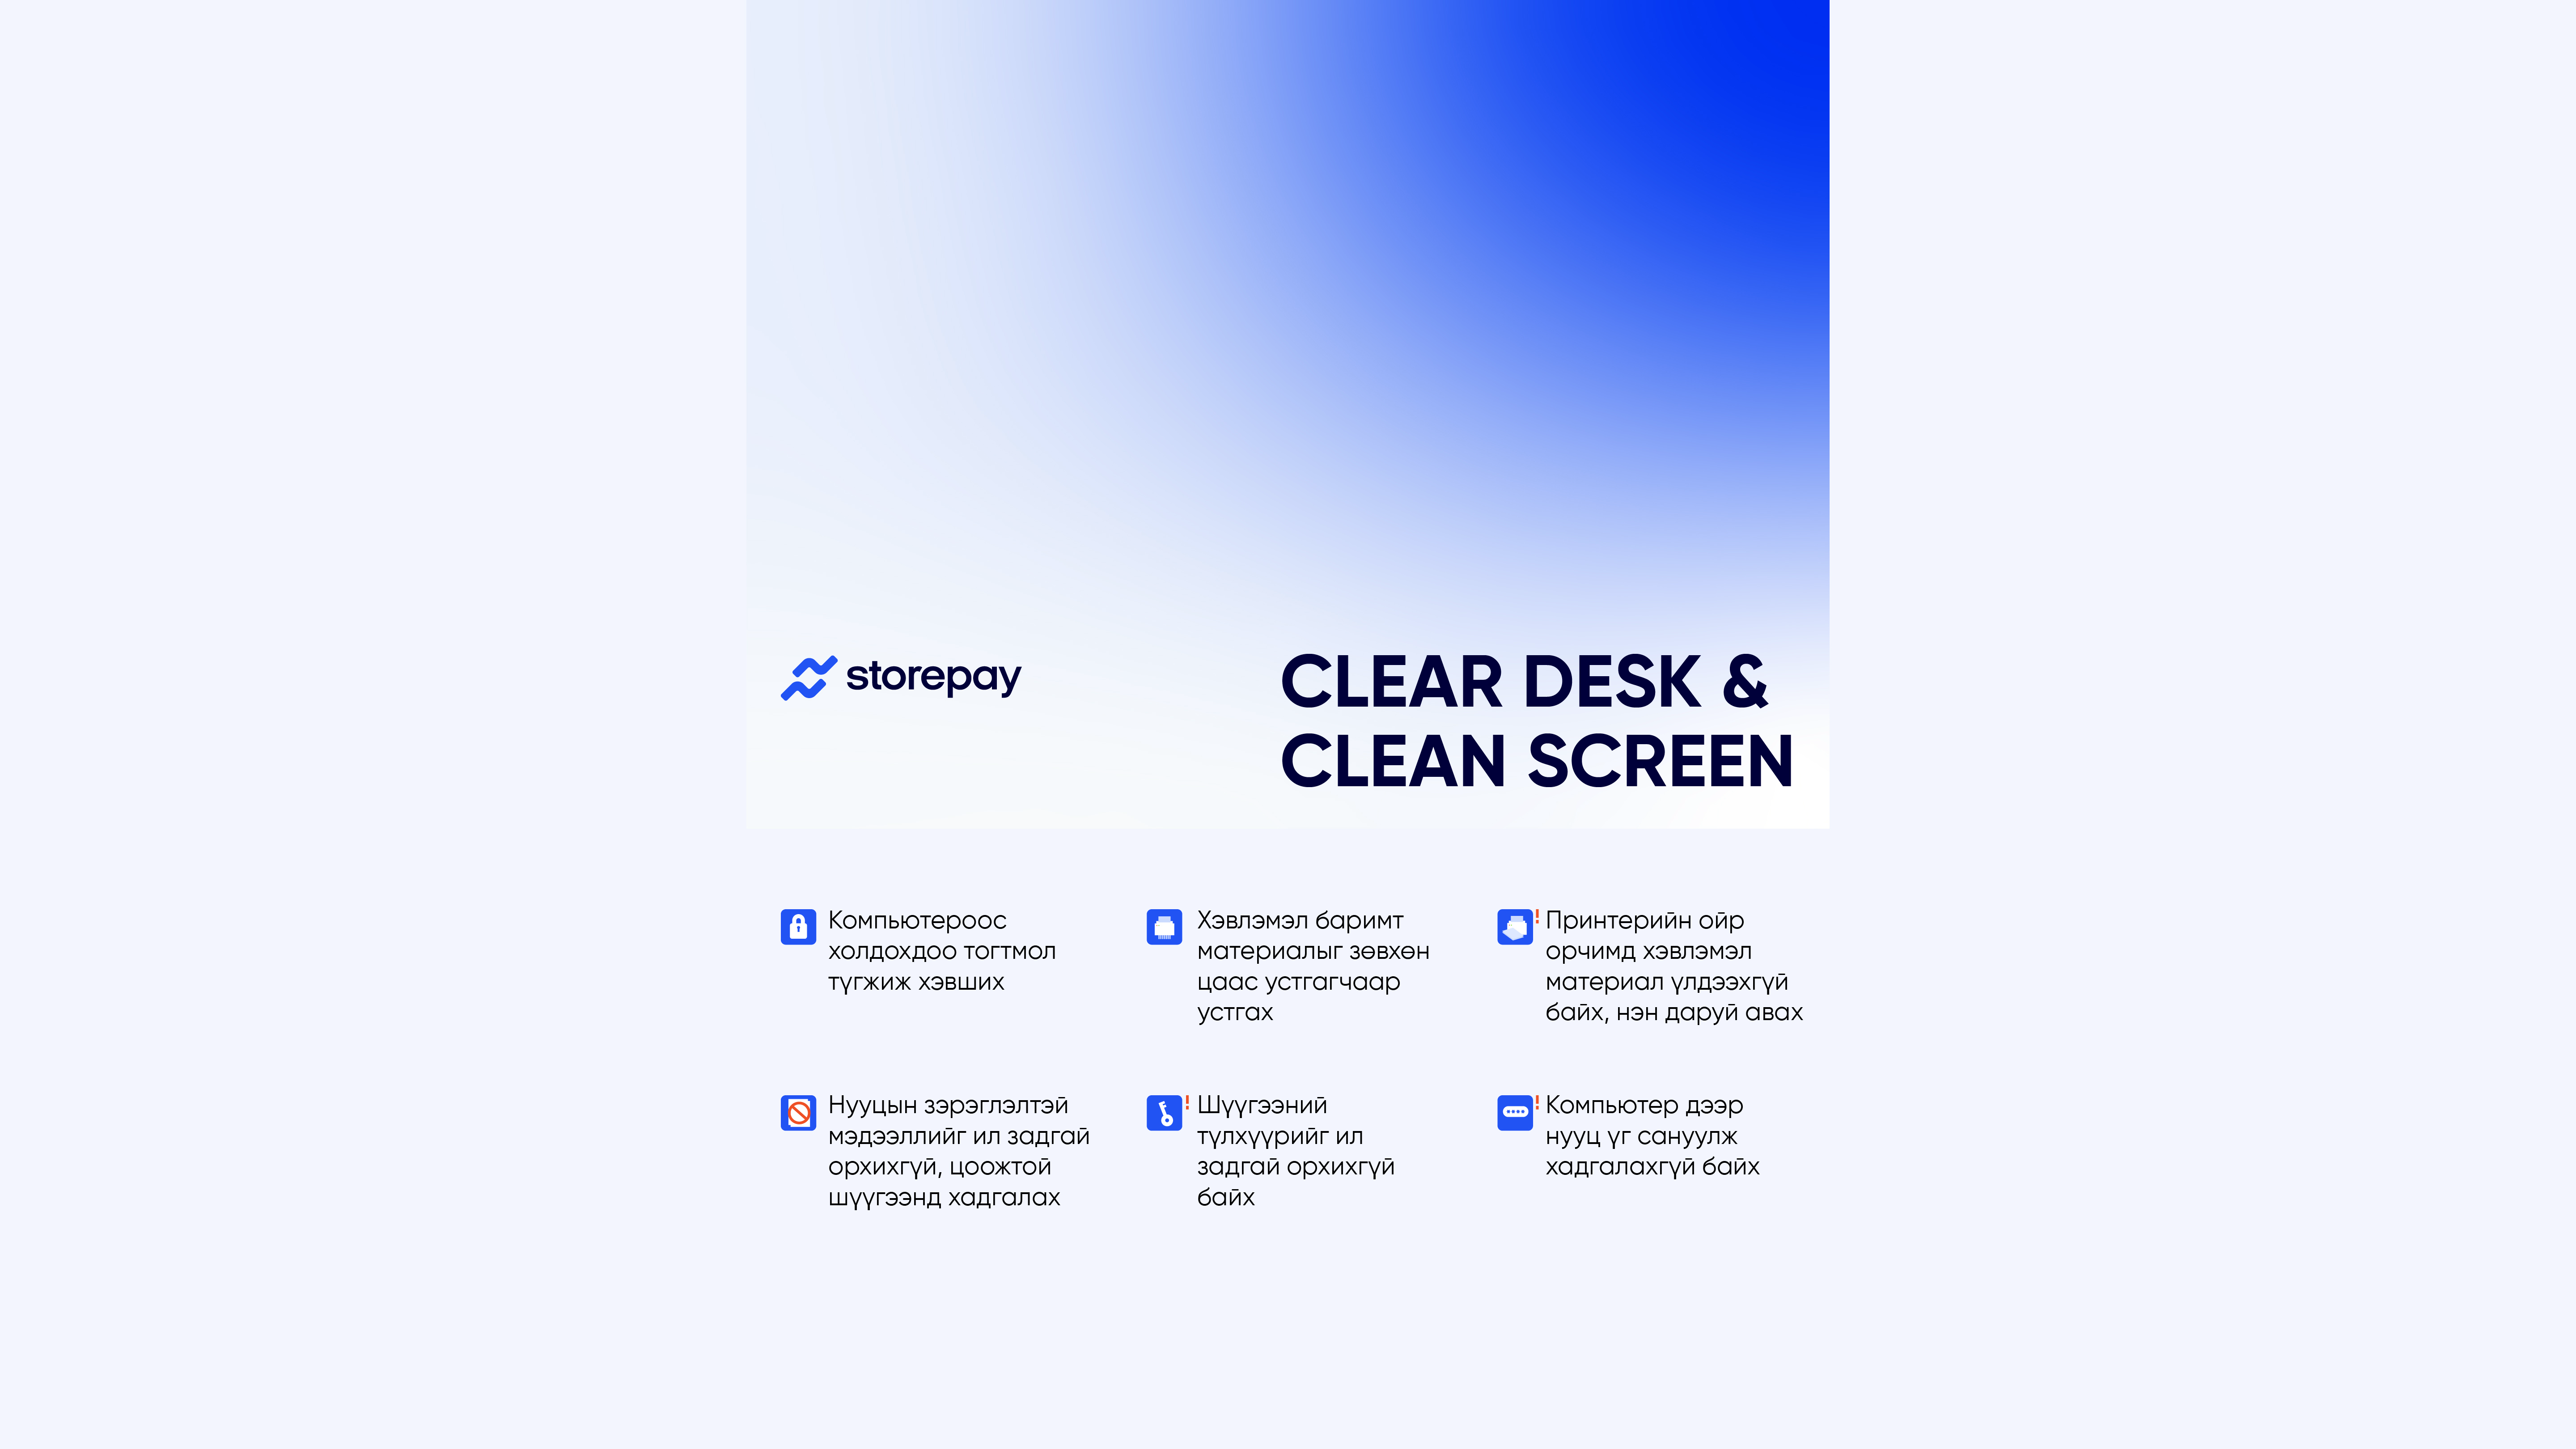 storepay
CLEAR DESK &
CLEAN SCREEN
Компьютероос
холдохдоо тогтмол
түгжиж хэвших
Хэвлэмэл баримт
материалыг зөвхөн
цаас устгагчаар
устгах
! Принтерийн ойр
орчимд хэвлэмэл
материал үлдээхгүй
байх, нэн даруй авах
Нууцын зэрэглэлтэй
мэдээллийг ил задгай
орхихгүй, цоожтой
шүүгээнд хадгалах
! Шүүгээний
түлхүүрийг ил
задгай орхихгүй
байх
! Компьютер дээр
нууц үг сануулж
хадгалахгүй байх